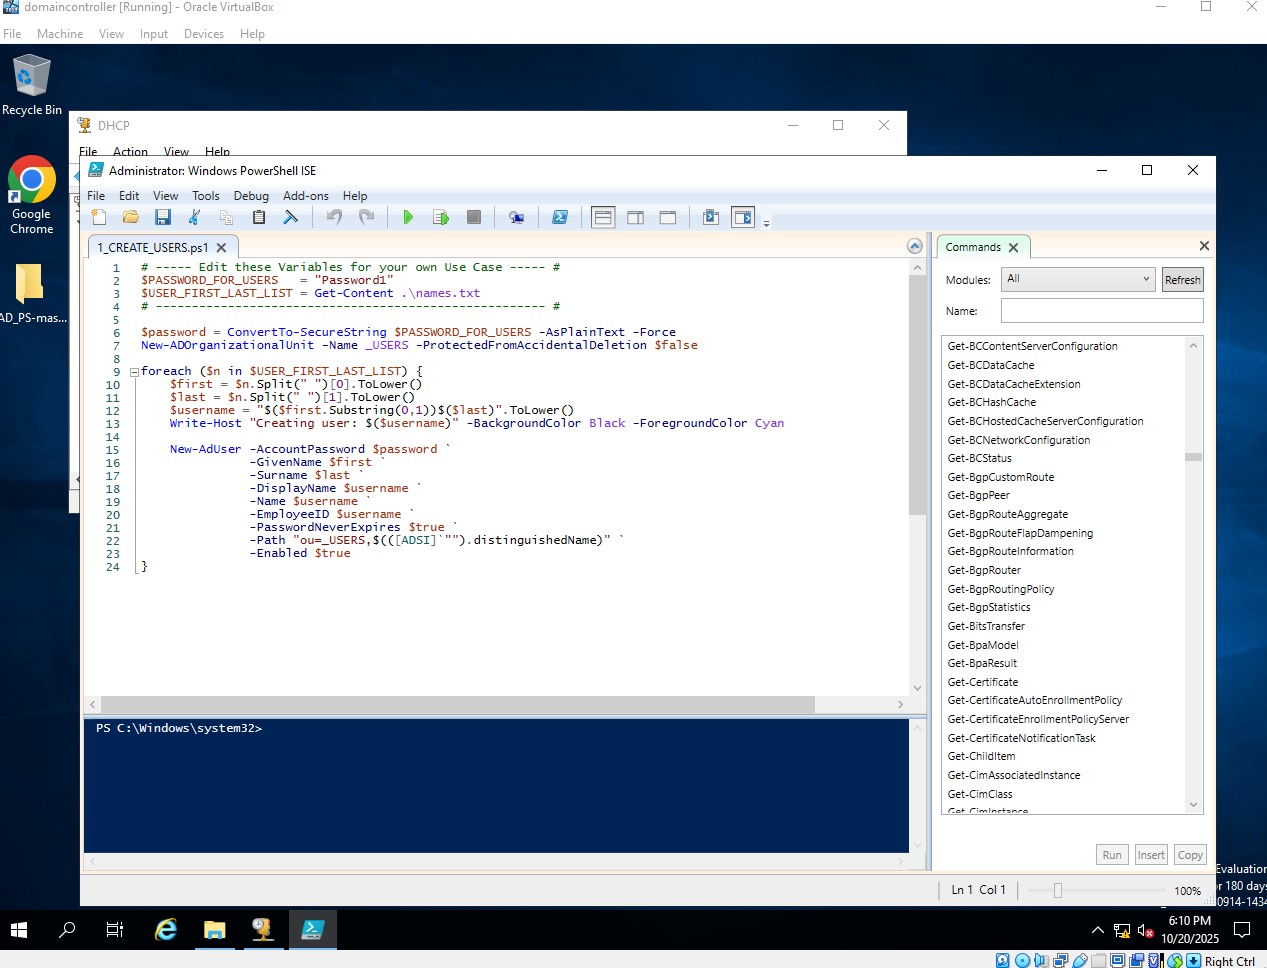 domaincontroller [Running] - Oracle VirtualBox
File Machine View Input Devices Help
Recycle Bin
Google
Chrome
AD_PS-mas...
DHCP
File Action View Help
Administrator: Windows PowerShell ISE
File Edit View Tools Debug Add-ons Help
1_CREATE_USERS.ps1
1 # ----- Edit these Variables for your own Use Case ----- #
2 $PASSWORD_FOR_USERS   = "Password1"
3 $USER_FIRST_LAST_LIST = Get-Content .\names.txt
4 # ------------------------------------------------------ #
5
6 $password = ConvertTo-SecureString $PASSWORD_FOR_USERS -AsPlainText -Force
7 New-ADOrganizationalUnit -Name _USERS -ProtectedFromAccidentalDeletion $false
8
9 foreach ($n in $USER_FIRST_LAST_LIST) {
10     $first = $n.Split(" ")[0].ToLower()
11     $last = $n.Split(" ")[1].ToLower()
12     $username = "$($first.Substring(0,1))$($last)".ToLower()
13     Write-Host "Creating user: $($username)" -BackgroundColor Black -ForegroundColor Cyan
14
15     New-AdUser -AccountPassword $password `
16                -GivenName $first `
17                -Surname $last `
18                -DisplayName $username `
19                -Name $username `
20                -EmployeeID $username `
21                -PasswordNeverExpires $true `
22                -Path "ou=_USERS,$(([ADSI]`"").distinguishedName)" `
23                -Enabled $true
24 }
PS C:\Windows\system32>
Commands
Modules: All Refresh
Name:
Get-BCContentServerConfiguration
Get-BCDataCache
Get-BCDataCacheExtension
Get-BCHashCache
Get-BCHostedCacheServerConfiguration
Get-BCNetworkConfiguration
Get-BCStatus
Get-BgpCustomRoute
Get-BgpPeer
Get-BgpRouteAggregate
Get-BgpRouteFlapDampening
Get-BgpRouteInformation
Get-BgpRouter
Get-BgpRoutingPolicy
Get-BgpStatistics
Get-BitsTransfer
Get-BpaModel
Get-BpaResult
Get-Certificate
Get-CertificateAutoEnrollmentPolicy
Get-CertificateEnrollmentPolicyServer
Get-CertificateNotificationTask
Get-ChildItem
Get-CimAssociatedInstance
Get-CimClass
Get-CimInstance
Run Insert Copy
Ln 1 Col 1 100%
Evaluation
or 180 days
0914-1434
6:10 PM
10/20/2025
Right Ctrl